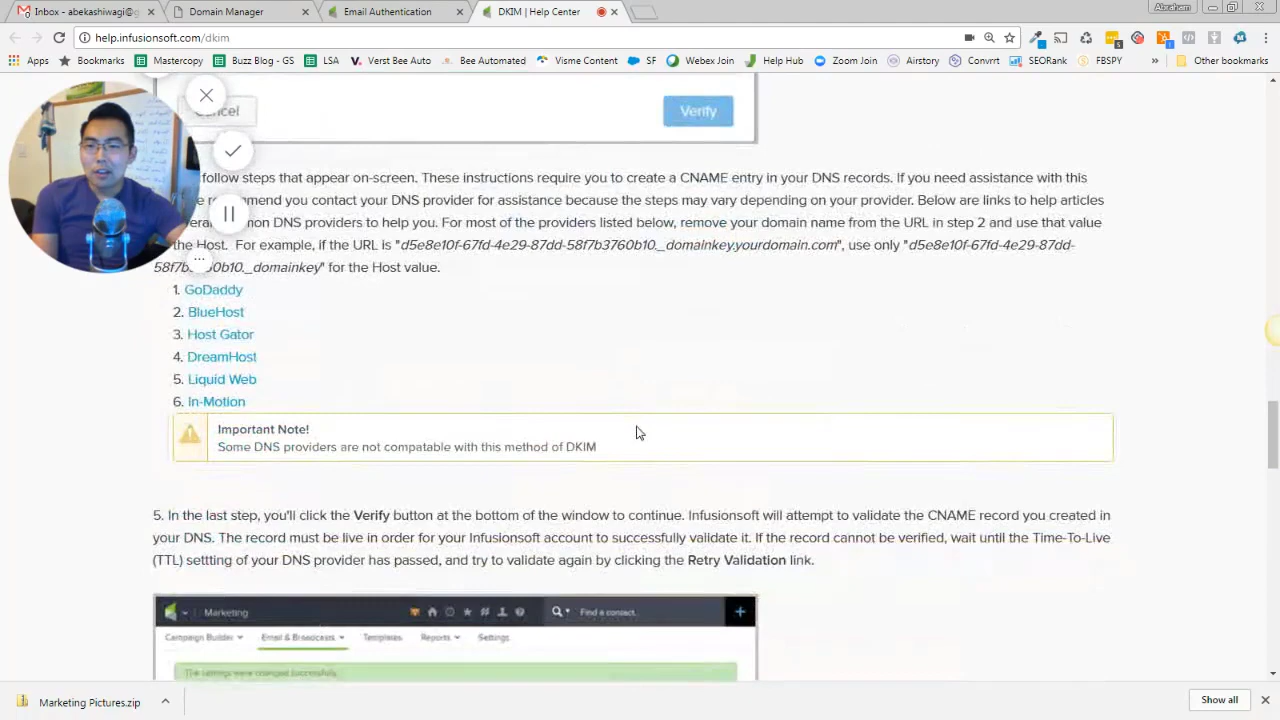 Inbox - abekashiwagi@g
Domain Manager
Email Authentication
DKIM | Help Center
Abraham
help.infusionsoft.com/dkim
Apps
Bookmarks
Mastercopy
Buzz Blog - GS
LSA
Verst Bee Auto
Bee Automated
Visme Content
SF
Webex Join
Help Hub
Zoom Join
Airstory
Convrrt
SEORank
FBSPY
»
Other bookmarks
Cancel
Verify
follow steps that appear on-screen. These instructions require you to create a CNAME entry in your DNS records. If you need assistance with this
mmend you contact your DNS provider for assistance because the steps may vary depending on your provider. Below are links to help articles
on DNS providers to help you. For most of the providers listed below, remove your domain name from the URL in step 2 and use that value
the Host. For example, if the URL is "d5e8e10f-67fd-4e29-87dd-58f7b3760b10._domainkey.yourdomain.com", use only "d5e8e10f-67fd-4e29-87dd-
58f7b3760b10._domainkey" for the Host value.
1. GoDaddy
2. BlueHost
3. Host Gator
4. DreamHost
5. Liquid Web
6. In-Motion
Important Note!
Some DNS providers are not compatable with this method of DKIM
5. In the last step, you'll click the Verify button at the bottom of the window to continue. Infusionsoft will attempt to validate the CNAME record you created in
your DNS. The record must be live in order for your Infusionsoft account to successfully validate it. If the record cannot be verified, wait until the Time-To-Live
(TTL) settting of your DNS provider has passed, and try to validate again by clicking the Retry Validation link.
Marketing
Find a contact.
Campaign Builder
Email & Broadcasts
Templates
Reports
Settings
The settings were changed successfully.
Marketing Pictures.zip
Show all